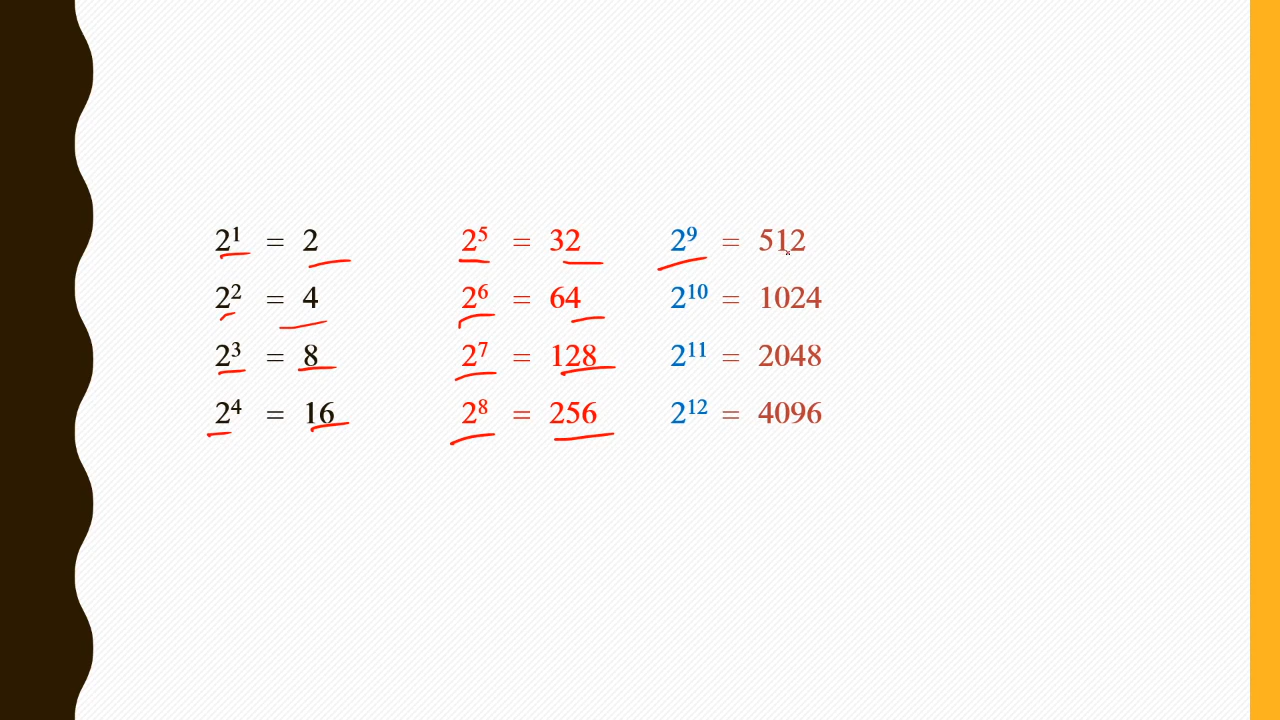 2¹ = 2
2² = 4
2³ = 8
2⁴ = 16
2⁵ = 32
2⁶ = 64
2⁷ = 128
2⁸ = 256
2⁹ = 512
2¹⁰ = 1024
2¹¹ = 2048
2¹² = 4096